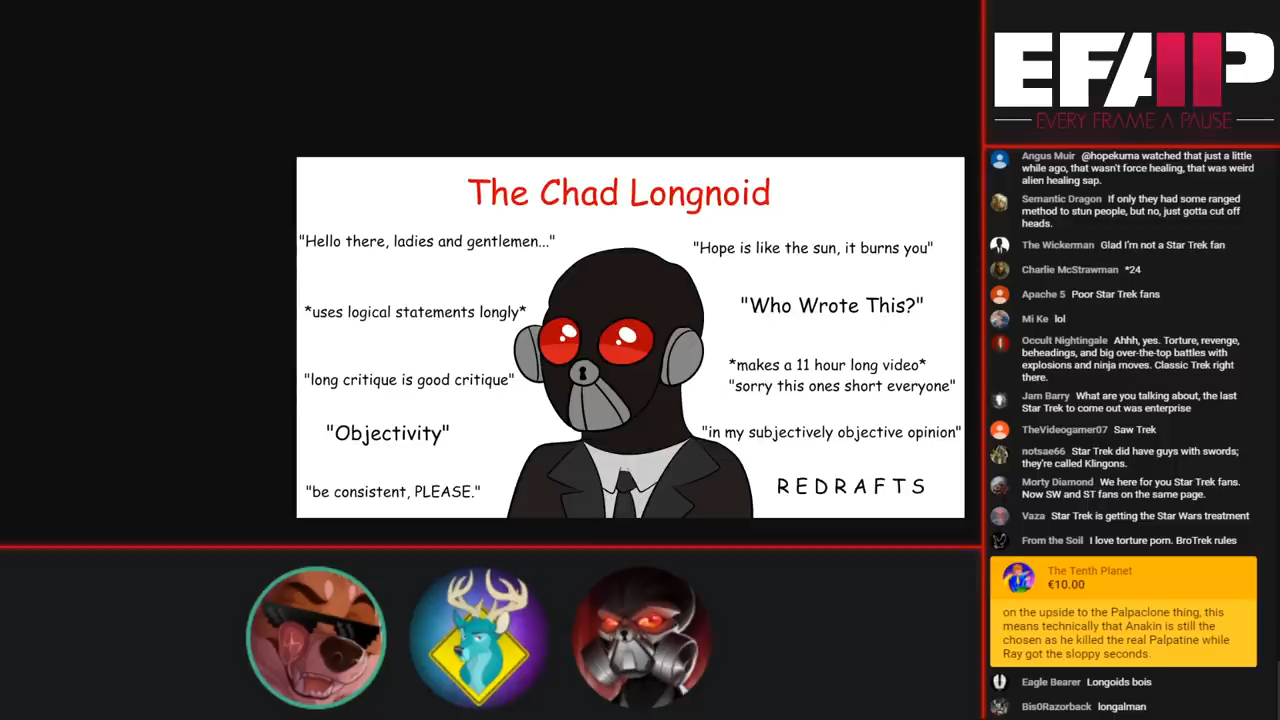 The Chad Longnoid
"Hello there, ladies and gentlemen..."
"Hope is like the sun, it burns you"
*uses logical statements longly*
"Who Wrote This?"
"long critique is good critique"
*makes a 11 hour long video*
"sorry this ones short everyone"
"Objectivity"
"in my subjectively objective opinion"
"be consistent, PLEASE."
REDRAFTS
EFAP
EVERY FRAME A PAUSE
Angus Muir @hopekuma watched that just a little
while ago, that wasn't force healing, that was weird
alien healing sap.
Semantic Dragon If only they had some ranged
method to stun people, but no, just gotta cut off
heads.
The Wickerman Glad I'm not a Star Trek fan
Charlie McStrawman *24
Apache 5 Poor Star Trek fans
Mi Ke lol
Occult Nightingale Ahhh, yes. Torture, revenge,
beheadings, and big over-the-top battles with
explosions and ninja moves. Classic Trek right
there.
Jam Barry What are you talking about, the last
Star Trek to come out was enterprise
TheVideogamer07 Saw Trek
notsae66 Star Trek did have guys with swords;
they're called Klingons.
Morty Diamond We here for you Star Trek fans.
Now SW and ST fans on the same page.
Vaza Star Trek is getting the Star Wars treatment
From the Soil I love torture porn. BroTrek rules
The Tenth Planet
€10.00
on the upside to the Palpaclone thing, this
means technically that Anakin is still the
chosen as he killed the real Palpatine while
Ray got the sloppy seconds.
Eagle Bearer Longoids bois
Bis0Razorback longalman